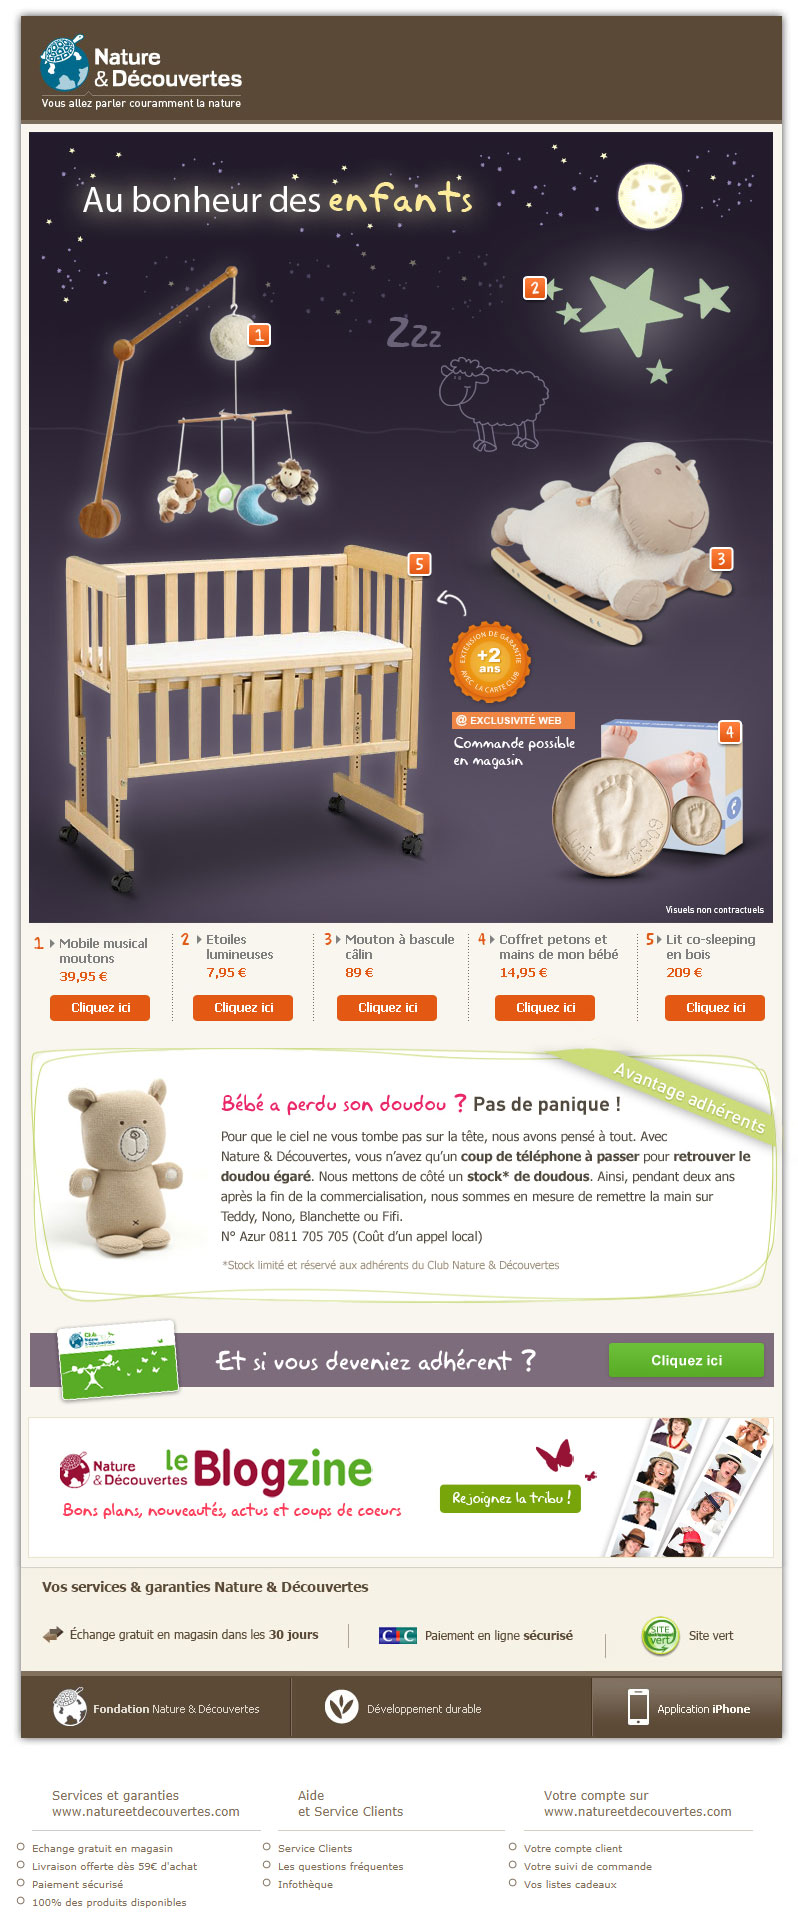 Nature
& Découvertes
Vous allez parler couramment la nature
Au bonheur des enfants
2
1
Zzz
5
3
EXTENSION DE GARANTIE
+2
ans
AVEC LA CARTE CLUB
@ EXCLUSIVITÉ WEB
Commande possible
en magasin
4
Lucie
15.9.09
Visuels non contractuels
1 Mobile musical
moutons
39,95 €
Cliquez ici
2 Etoiles
lumineuses
7,95 €
Cliquez ici
3 Mouton à bascule
câlin
89 €
Cliquez ici
4 Coffret petons et
mains de mon bébé
14,95 €
Cliquez ici
5 Lit co-sleeping
en bois
209 €
Cliquez ici
Avantage adhérents
Bébé a perdu son doudou ? Pas de panique !
Pour que le ciel ne vous tombe pas sur la tête, nous avons pensé à tout. Avec
Nature & Découvertes, vous n'avez qu'un coup de téléphone à passer pour retrouver le
doudou égaré. Nous mettons de côté un stock* de doudous. Ainsi, pendant deux ans
après la fin de la commercialisation, nous sommes en mesure de remettre la main sur
Teddy, Nono, Blanchette ou Fifi.
N° Azur 0811 705 705 (Coût d'un appel local)
*Stock limité et réservé aux adhérents du Club Nature & Découvertes
Club
Nature
& Découvertes
Et si vous deveniez adhérent ?
Cliquez ici
Nature
& Découvertes
le Blogzine
Bons plans, nouveautés, actus et coups de coeurs
Rejoignez la tribu !
Vos services & garanties Nature & Découvertes
Échange gratuit en magasin dans les 30 jours
CIC
Paiement en ligne sécurisé
SITE
vert
Site vert
Fondation Nature & Découvertes
Développement durable
Application iPhone
Services et garanties
www.natureetdecouvertes.com
Echange gratuit en magasin
Livraison offerte dès 59€ d'achat
Paiement sécurisé
100% des produits disponibles
Aide
et Service Clients
Service Clients
Les questions fréquentes
Infothèque
Votre compte sur
www.natureetdecouvertes.com
Votre compte client
Votre suivi de commande
Vos listes cadeaux